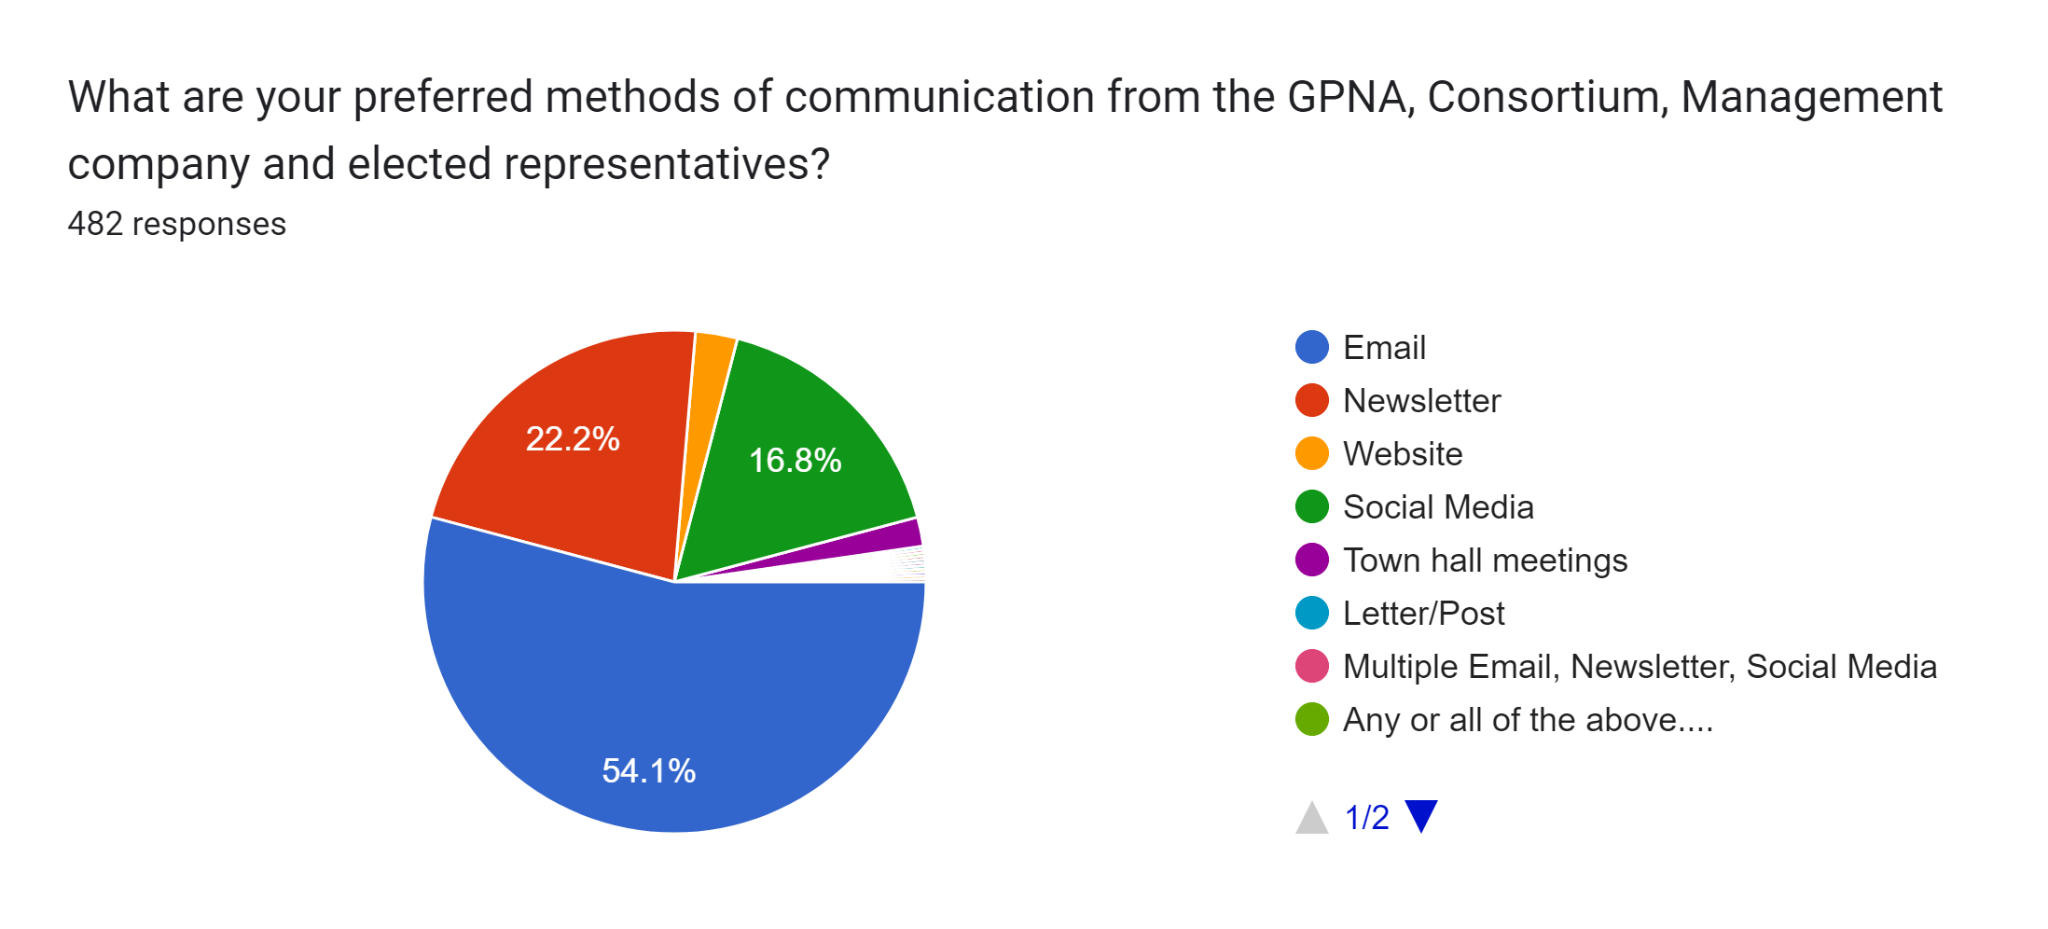 What are your preferred methods of communication from the GPNA, Consortium, Management
company and elected representatives?
482 responses
22.2%
16.8%
54.1%
Email
Newsletter
Website
Social Media
Town hall meetings
Letter/Post
Multiple Email, Newsletter, Social Media
Any or all of the above....
1/2